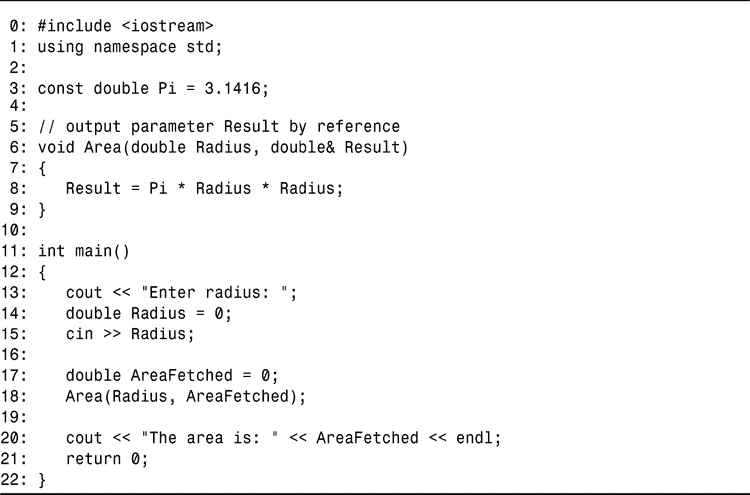 0: #include <iostream>
1: using namespace std;
2:
3: const double Pi = 3.1416;
4:
5: // output parameter Result by reference
6: void Area(double Radius, double& Result)
7: {
8:    Result = Pi * Radius * Radius;
9: }
10:
11: int main()
12: {
13:    cout << "Enter radius: ";
14:    double Radius = 0;
15:    cin >> Radius;
16:
17:    double AreaFetched = 0;
18:    Area(Radius, AreaFetched);
19:
20:    cout << "The area is: " << AreaFetched << endl;
21:    return 0;
22: }